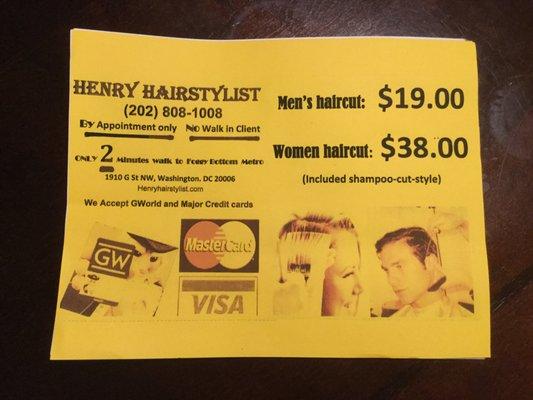 HENRY HAIRSTYLIST
(202) 808-1008
By Appointment only No Walk in Client
ONLY 2 Minutes walk to Foggy Bottom Metro
1910 G St NW, Washington. DC 20006
Henryhairstylist.com
We Accept GWorld and Major Credit cards
GW
MasterCard
VISA
Men's haircut: $19.00
Women haircut: $38.00
(Included shampoo-cut-style)